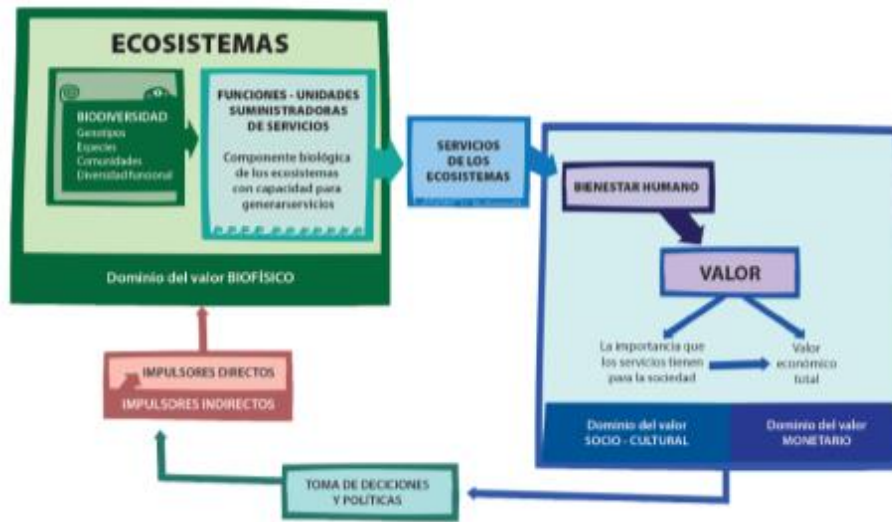 ECOSISTEMAS
BIODIVERSIDAD
Genotipos
Especies
Comunidades
Diversidad funcional
FUNCIONES - UNIDADES
SUMINISTRADORAS
DE SERVICIOS
Componente biológica
de los ecosistemas
con capacidad para
generarservicios
Dominio del valor BIOFÍSICO
SERVICIOS
DE LOS
ECOSISTEMAS
BIENESTAR HUMANO
VALOR
La importancia que
los servicios tienen
para la sociedad
Valor
económico
total
Dominio del valor
SOCIO - CULTURAL
Dominio del valor
MONETARIO
IMPULSORES DIRECTOS
IMPULSORES INDIRECTOS
TOMA DE DECICIONES
Y POLÍTICAS